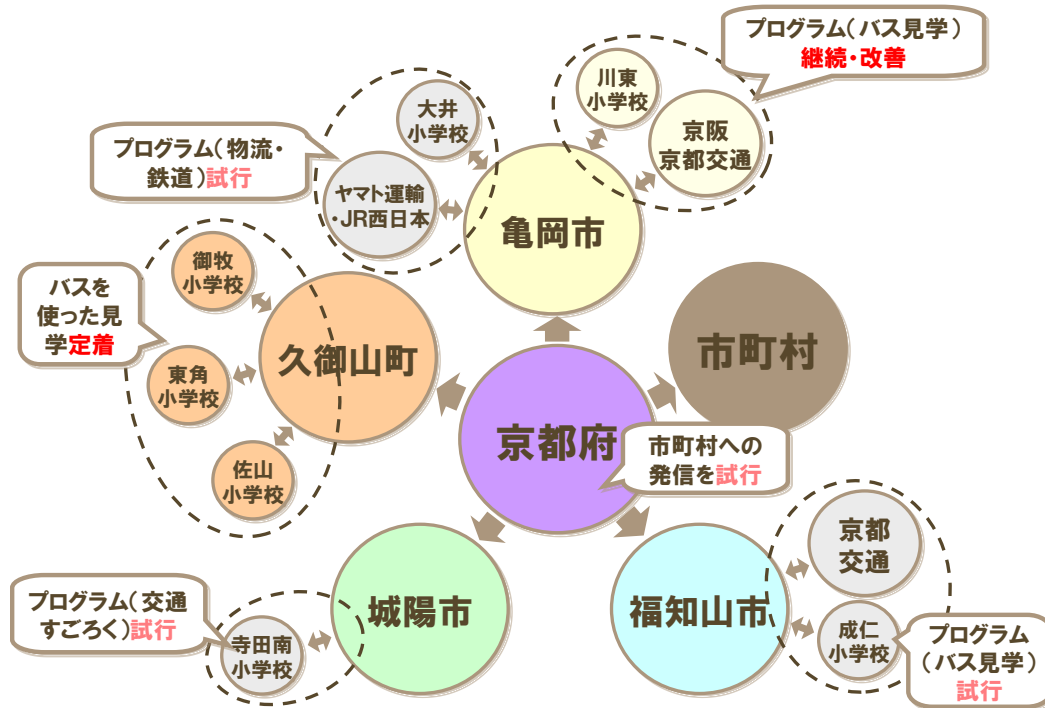 プログラム(バス見学)
継続・改善
川東
小学校
京阪
京都交通
大井
小学校
プログラム(物流・
鉄道)試行
ヤマト運輸
・JR西日本
亀岡市
御牧
小学校
バスを
使った見
学定着
東角
小学校
佐山
小学校
久御山町
市町村
京都府
市町村への
発信を試行
京都
交通
成仁
小学校
プログラム
(バス見学)
試行
福知山市
城陽市
プログラム(交通
すごろく)試行
寺田南
小学校